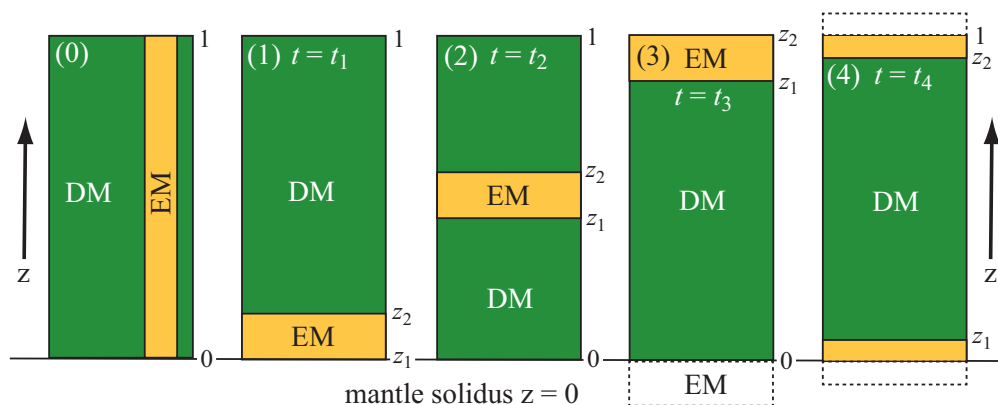 (0)
1
DM
EM
z
0
(1) t = t1
1
DM
z2
EM
z1
(2) t = t2
1
z2
EM
z1
DM
0
mantle solidus z = 0
(3)
EM
z2
z1
t = t3
DM
0
EM
1
z2
(4) t = t4
DM
z
z1